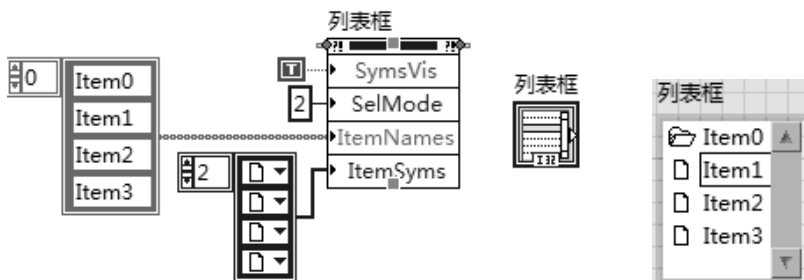 列表框
0
Item0
Item1
Item2
Item3
T
SymsVis
2
SelMode
ItemNames
2
ItemSyms
列表框
I32
列表框
Item0
Item1
Item2
Item3